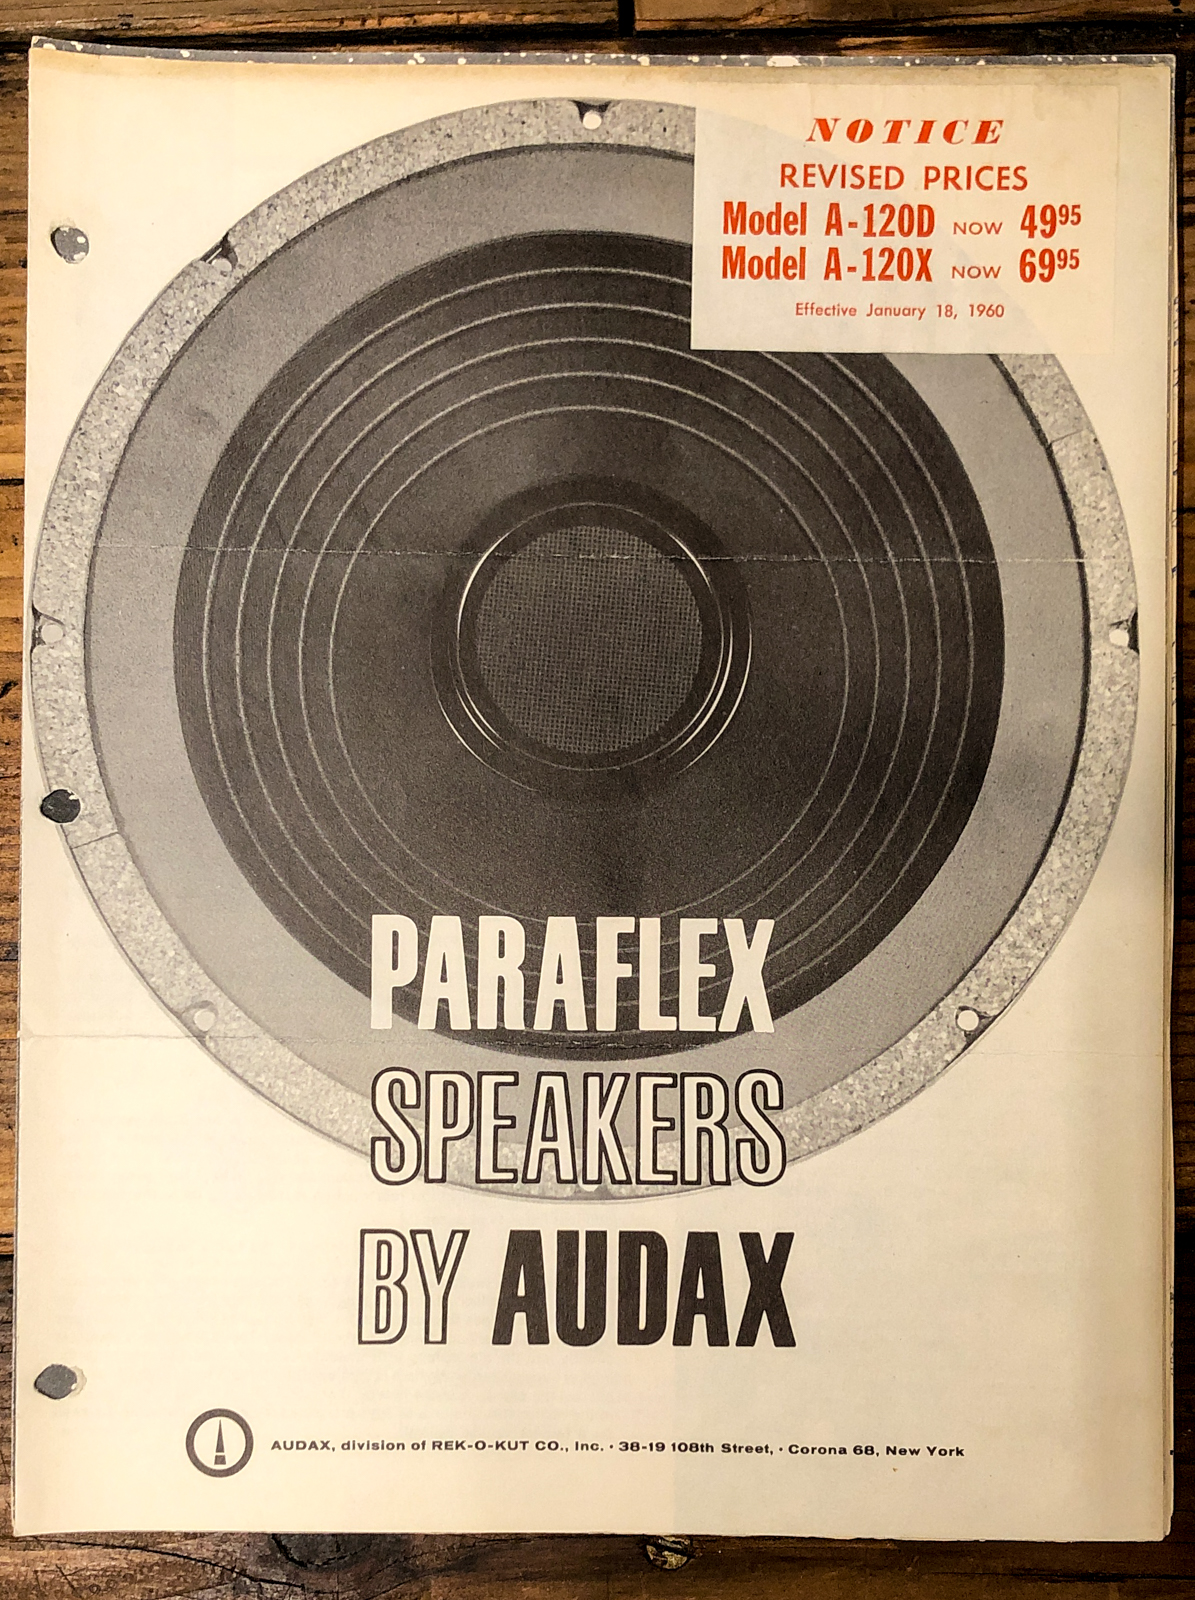 NOTICE
REVISED PRICES
Model A-120D NOW 49⁹⁵
Model A-120X NOW 69⁹⁵
Effective January 18, 1960
PARAFLEX
SPEAKERS
BY AUDAX
AUDAX, division of REK-O-KUT CO., Inc. · 38-19 108th Street, · Corona 68, New York